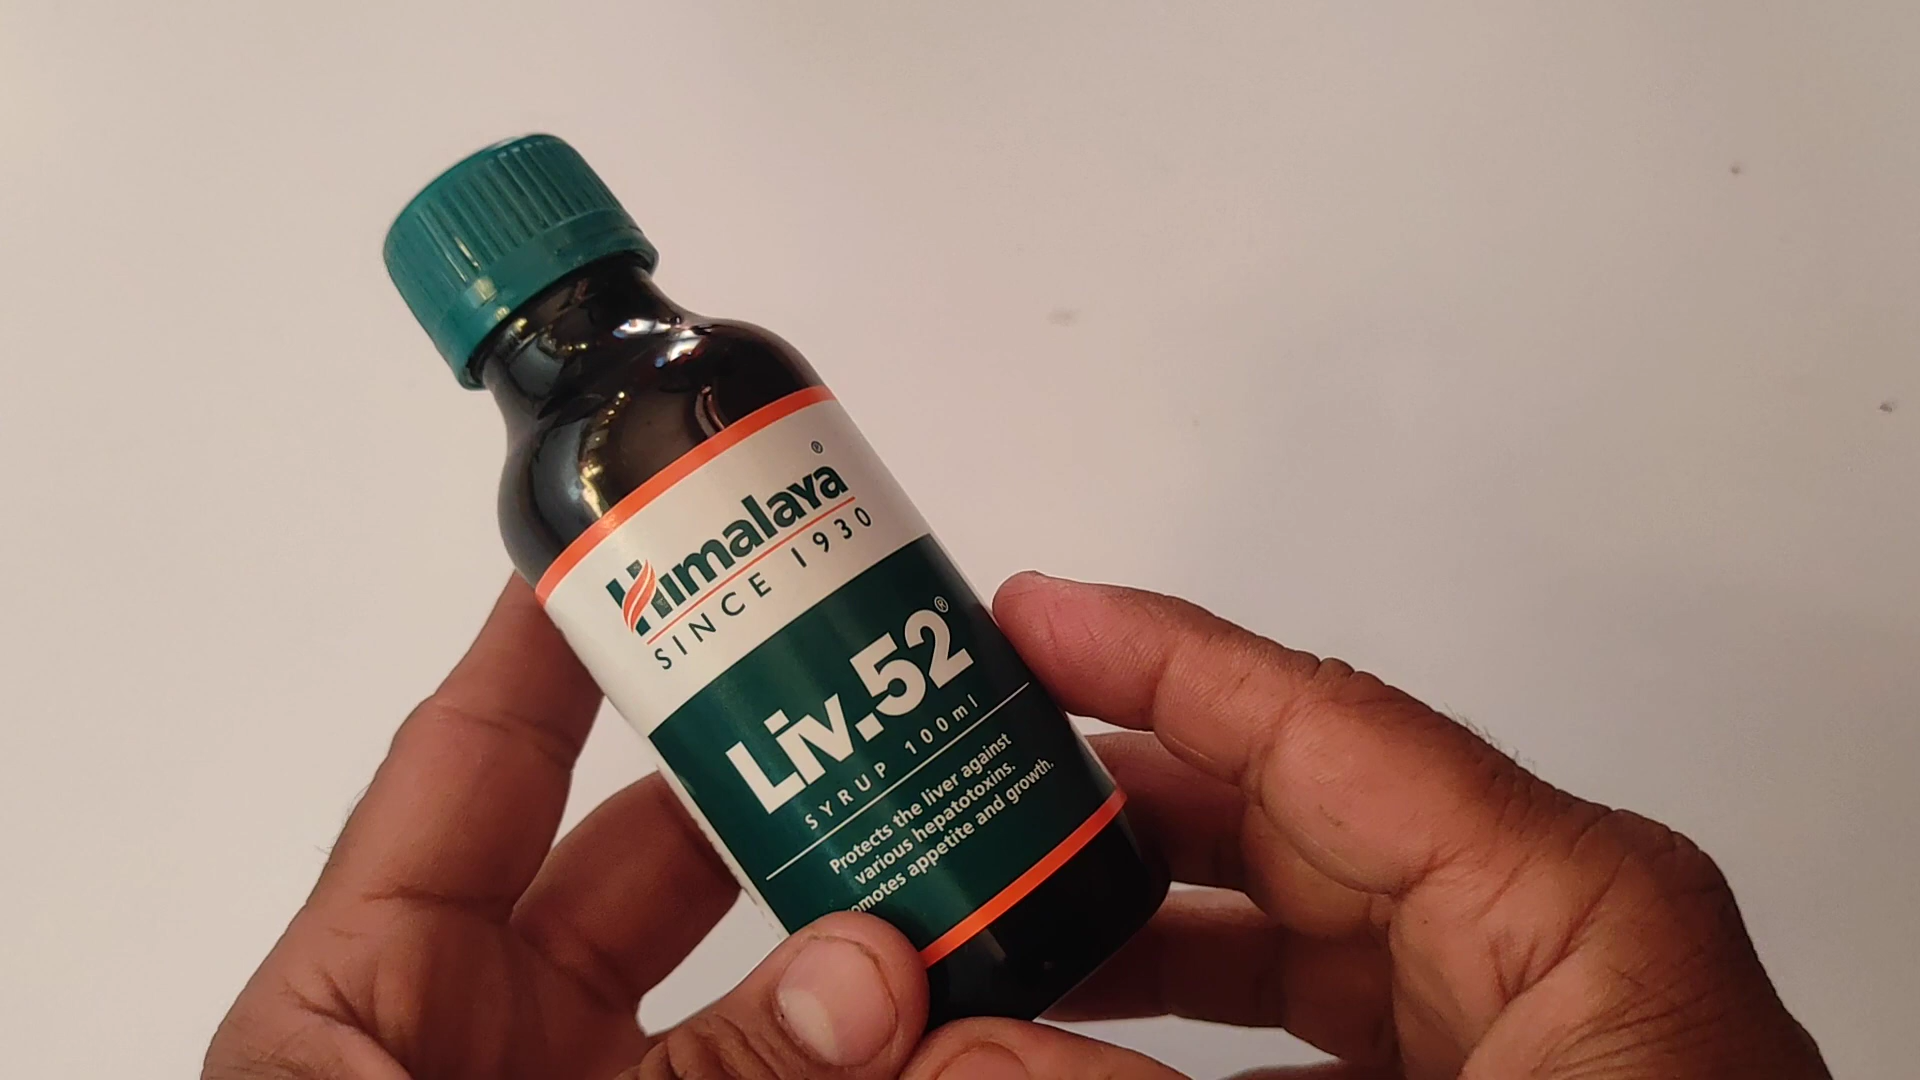 Himalaya®
SINCE 1930
Liv.52®
SYRUP 100ml
Protects the liver against
various hepatotoxins.
appetite and growth.